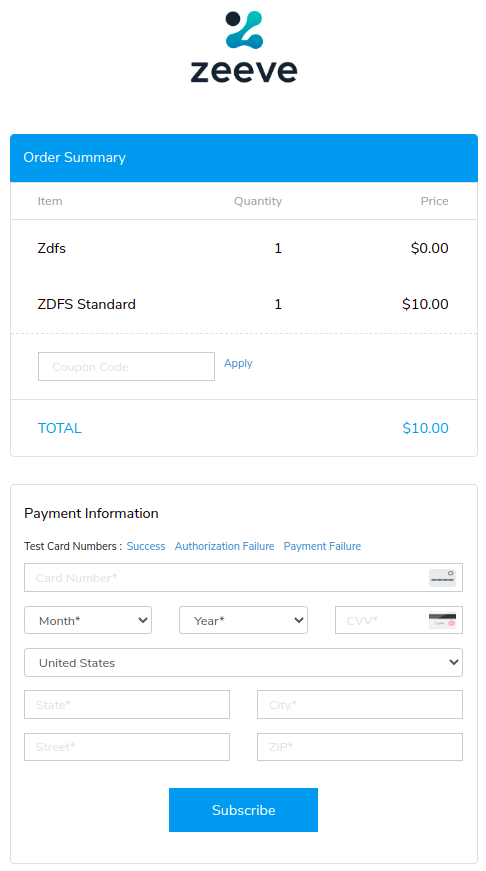 zeeve
Order Summary
Item Quantity Price
Zdfs 1 $0.00
ZDFS Standard 1 $10.00
Coupon Code Apply
TOTAL $10.00
Payment Information
Test Card Numbers : Success Authorization Failure Payment Failure
Card Number*
Month* Year* CVV*
United States
State* City*
Street* ZIP*
Subscribe